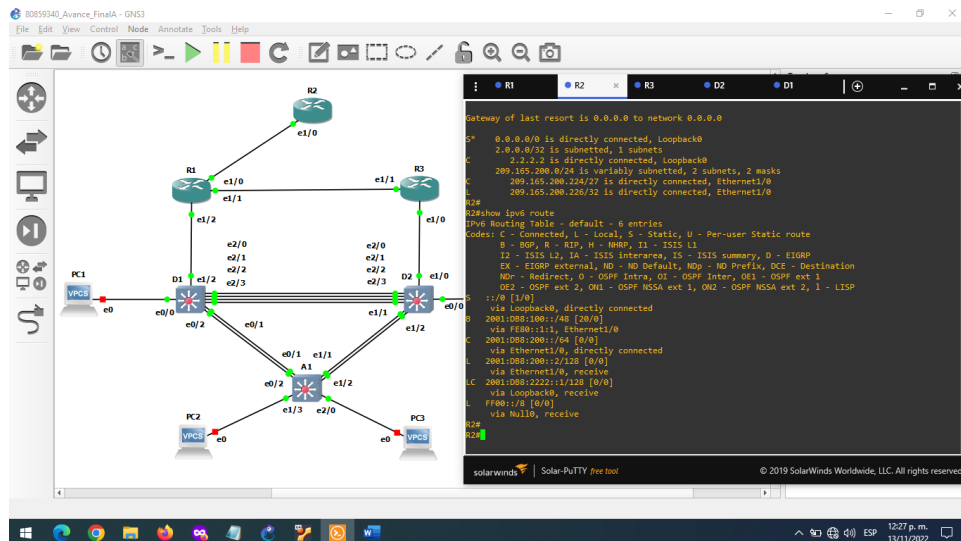 80859340_Avance_FinalA - GNS3
File Edit View Control Node Annotate Tools Help
R2
e1/0
R1
e1/0
e1/1
e1/2
R3
e1/1
e1/0
e2/0
e2/1
e2/2
e2/3
e2/0
e2/1
e2/2
e2/3
PC1
VPCS
e0
D1
e1/2
e0/0
e0/2
e0/1
D2
e1/0
e0/0
e1/1
e1/2
e0/1
e1/1
A1
e0/2
e1/2
e1/3
e2/0
PC2
VPCS
e0
PC3
VPCS
e0
R1
R2
R3
D2
D1
Gateway of last resort is 0.0.0.0 to network 0.0.0.0
S* 0.0.0.0/0 is directly connected, Loopback0
2.0.0.0/32 is subnetted, 1 subnets
C 2.2.2.2 is directly connected, Loopback0
209.165.200.0/24 is variably subnetted, 2 subnets, 2 masks
C 209.165.200.224/27 is directly connected, Ethernet1/0
L 209.165.200.226/32 is directly connected, Ethernet1/0
R2#
R2#show ipv6 route
IPv6 Routing Table - default - 6 entries
Codes: C - Connected, L - Local, S - Static, U - Per-user Static route
B - BGP, R - RIP, H - NHRP, I1 - ISIS L1
I2 - ISIS L2, IA - ISIS interarea, IS - ISIS summary, D - EIGRP
EX - EIGRP external, ND - ND Default, NDp - ND Prefix, DCE - Destination
NDr - Redirect, O - OSPF Intra, OI - OSPF Inter, OE1 - OSPF ext 1
OE2 - OSPF ext 2, ON1 - OSPF NSSA ext 1, ON2 - OSPF NSSA ext 2, l - LISP
S ::/0 [1/0]
via Loopback0, directly connected
B 2001:DB8:100::/48 [20/0]
via FE80::1:1, Ethernet1/0
C 2001:DB8:200::/64 [0/0]
via Ethernet1/0, directly connected
L 2001:DB8:200::2/128 [0/0]
via Ethernet1/0, receive
LC 2001:DB8:2222::1/128 [0/0]
via Loopback0, receive
L FF00::/8 [0/0]
via Null0, receive
R2#
R2#
solarwinds Solar-PuTTY free tool
© 2019 SolarWinds Worldwide, LLC. All rights reserved
ESP
12:27 p. m.
13/11/2022